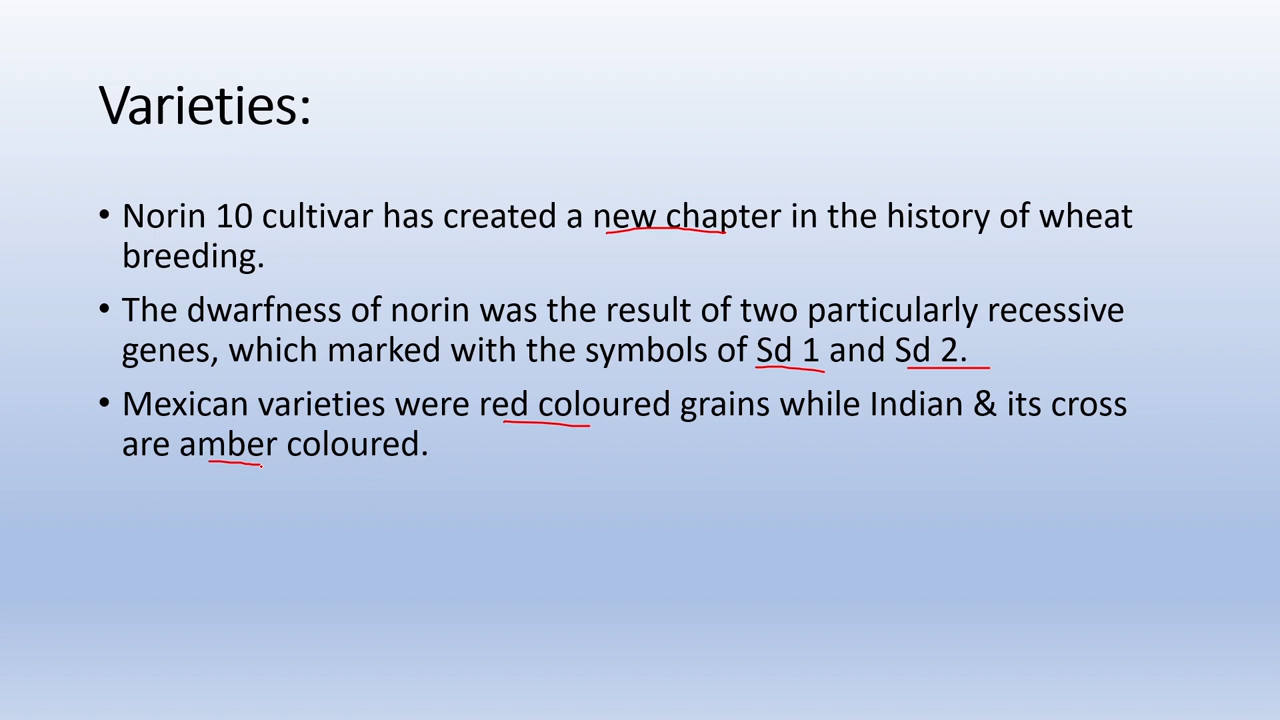 Varieties:
• Norin 10 cultivar has created a new chapter in the history of wheat
breeding.
• The dwarfness of norin was the result of two particularly recessive
genes, which marked with the symbols of Sd 1 and Sd 2.
• Mexican varieties were red coloured grains while Indian & its cross
are amber coloured.